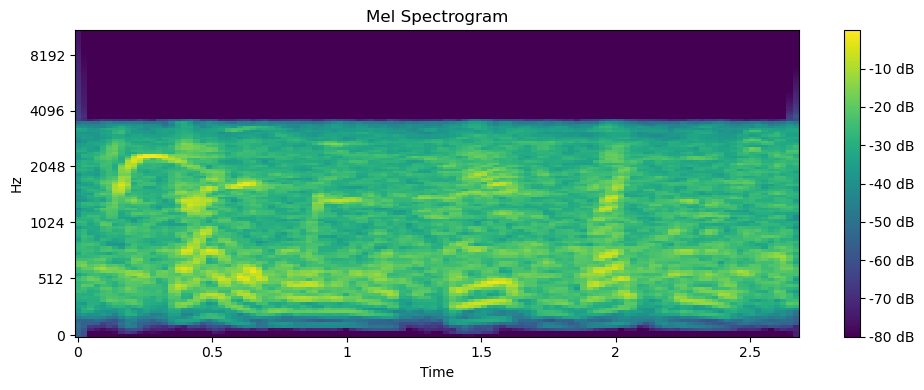 Mel Spectrogram
8192
4096
2048
1024
512
0
Hz
0
0.5
1
1.5
2
2.5
Time
-10 dB
-20 dB
-30 dB
-40 dB
-50 dB
-60 dB
-70 dB
-80 dB